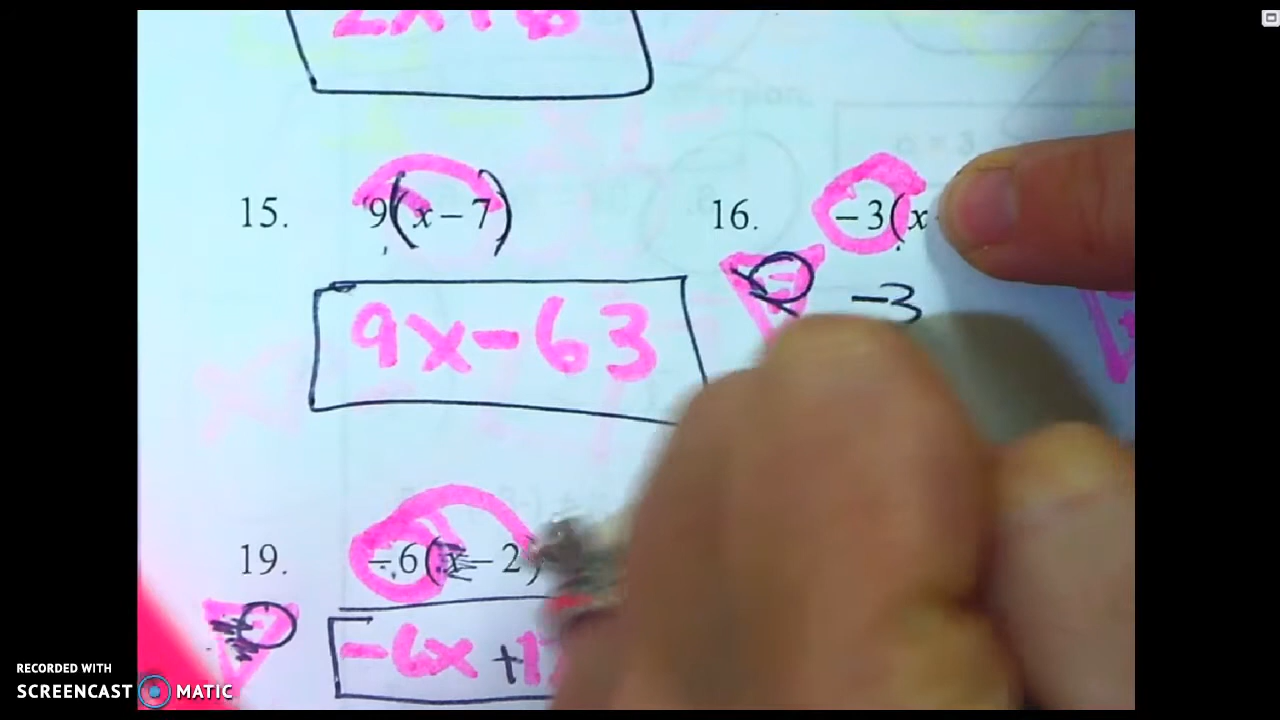 15. 9(x − 7)
16. −3(x
9x − 63
−3
19. −6(x − 2)
−6x + 1
RECORDED WITH
SCREENCAST MATIC